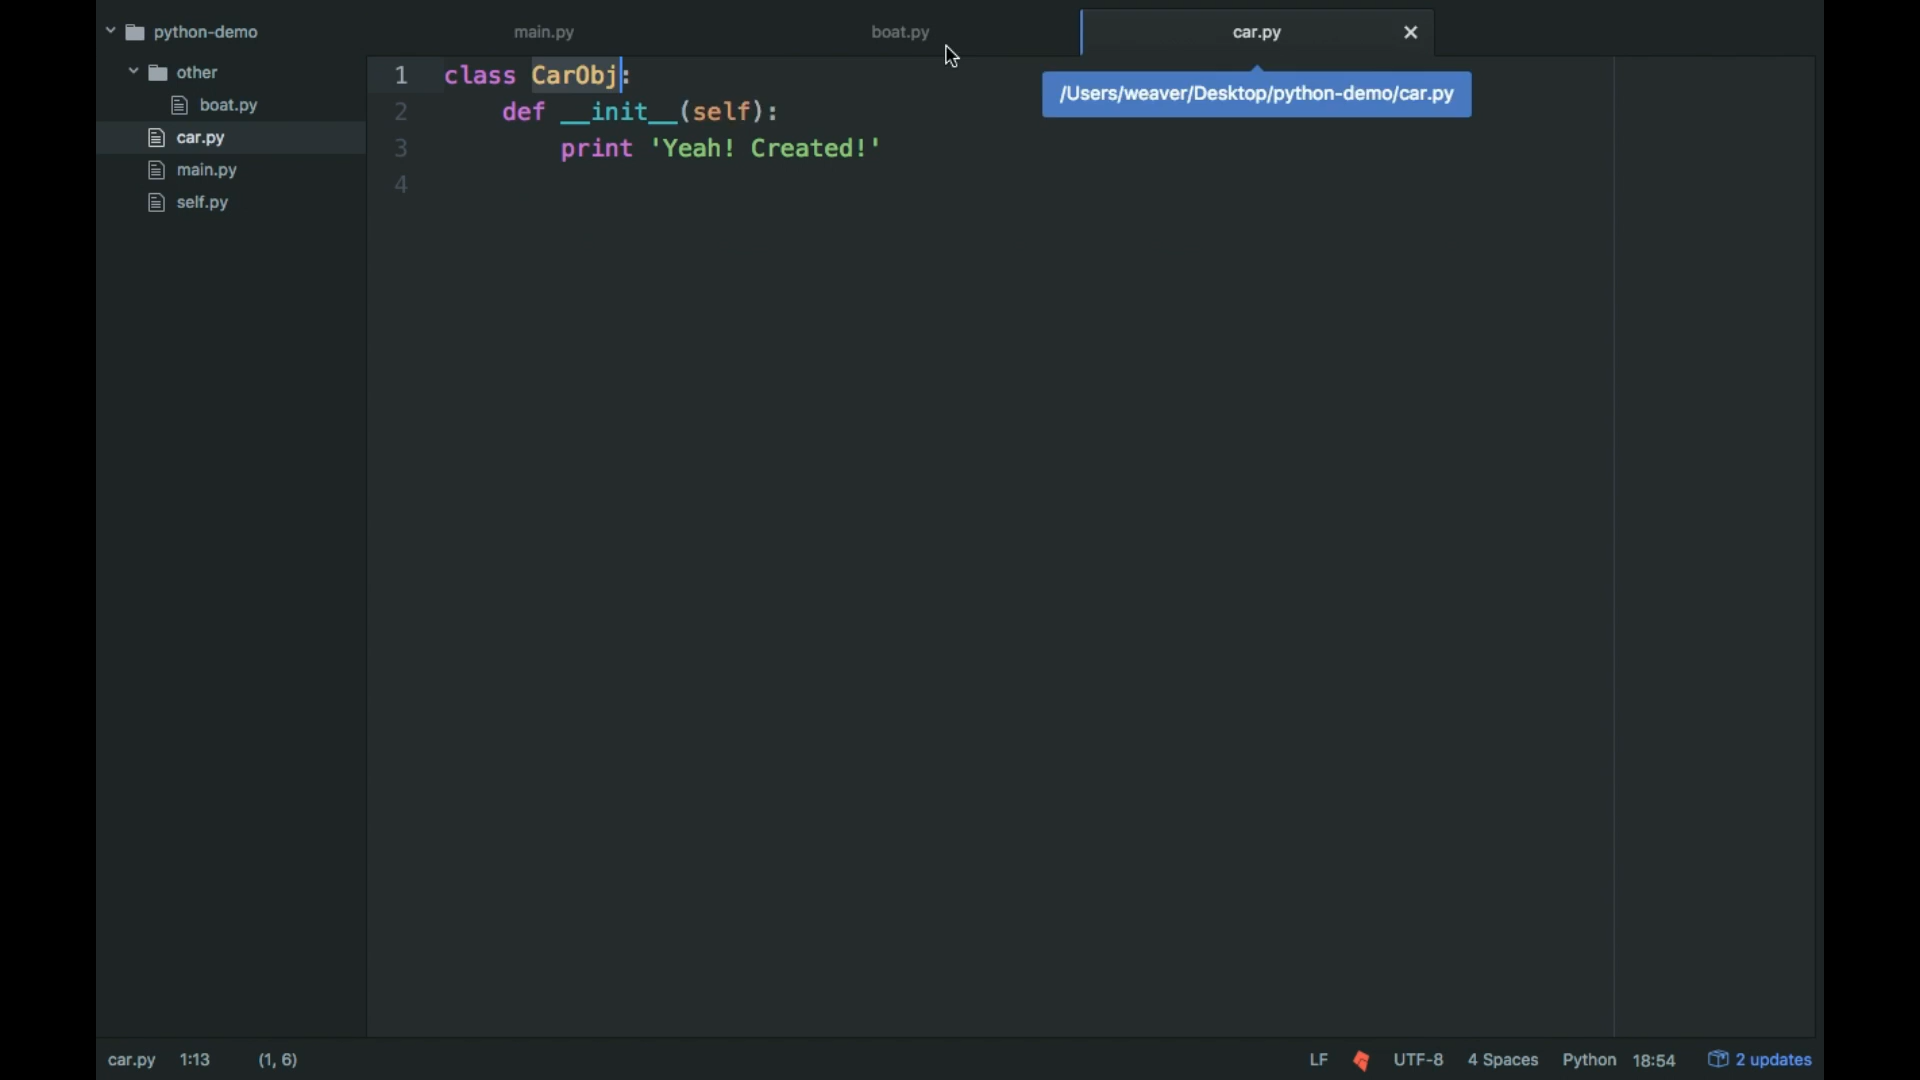 python-demo
other
boat.py
car.py
main.py
self.py
main.py boat.py car.py
/Users/weaver/Desktop/python-demo/car.py
1 class CarObj:
2 def __init__(self):
3 print 'Yeah! Created!'
4
car.py 1:13 (1, 6) LF UTF-8 4 Spaces Python 18:54 2 updates